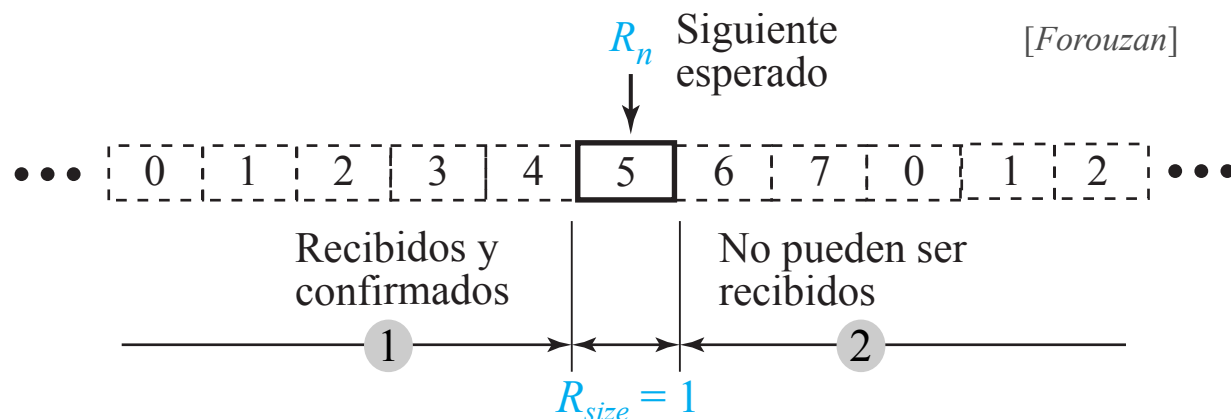 R_n Siguiente
esperado
[Forouzan]
••• 0 1 2 3 4 5 6 7 0 1 2 •••
Recibidos y
confirmados
No pueden ser
recibidos
1
2
R_size = 1